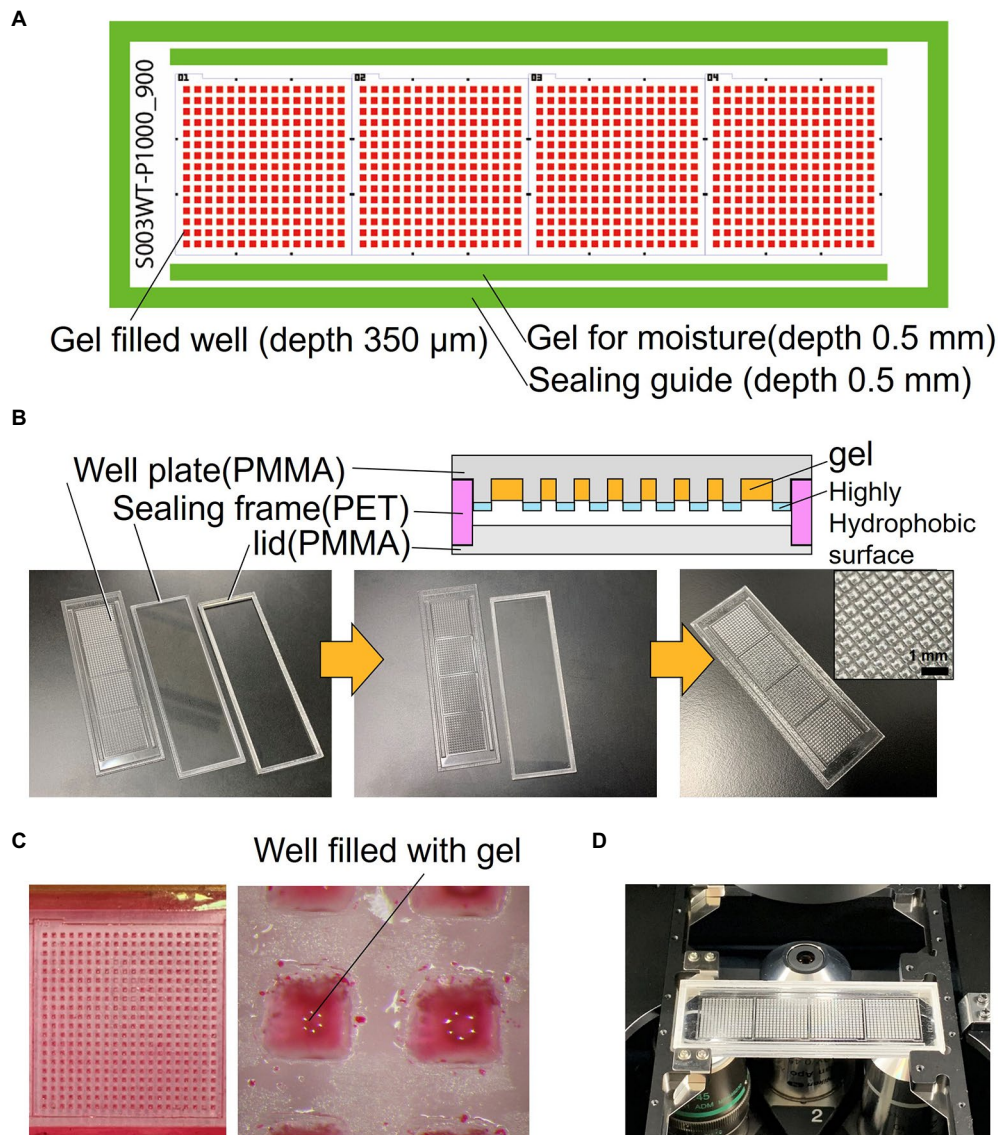 A
S003WT-P1000_900
01
02
03
04
Gel filled well (depth 350 µm)
Gel for moisture(depth 0.5 mm)
Sealing guide (depth 0.5 mm)
B
Well plate(PMMA)
Sealing frame(PET)
lid(PMMA)
gel
Highly
Hydrophobic
surface
1 mm
C
Well filled with gel
D
45
2